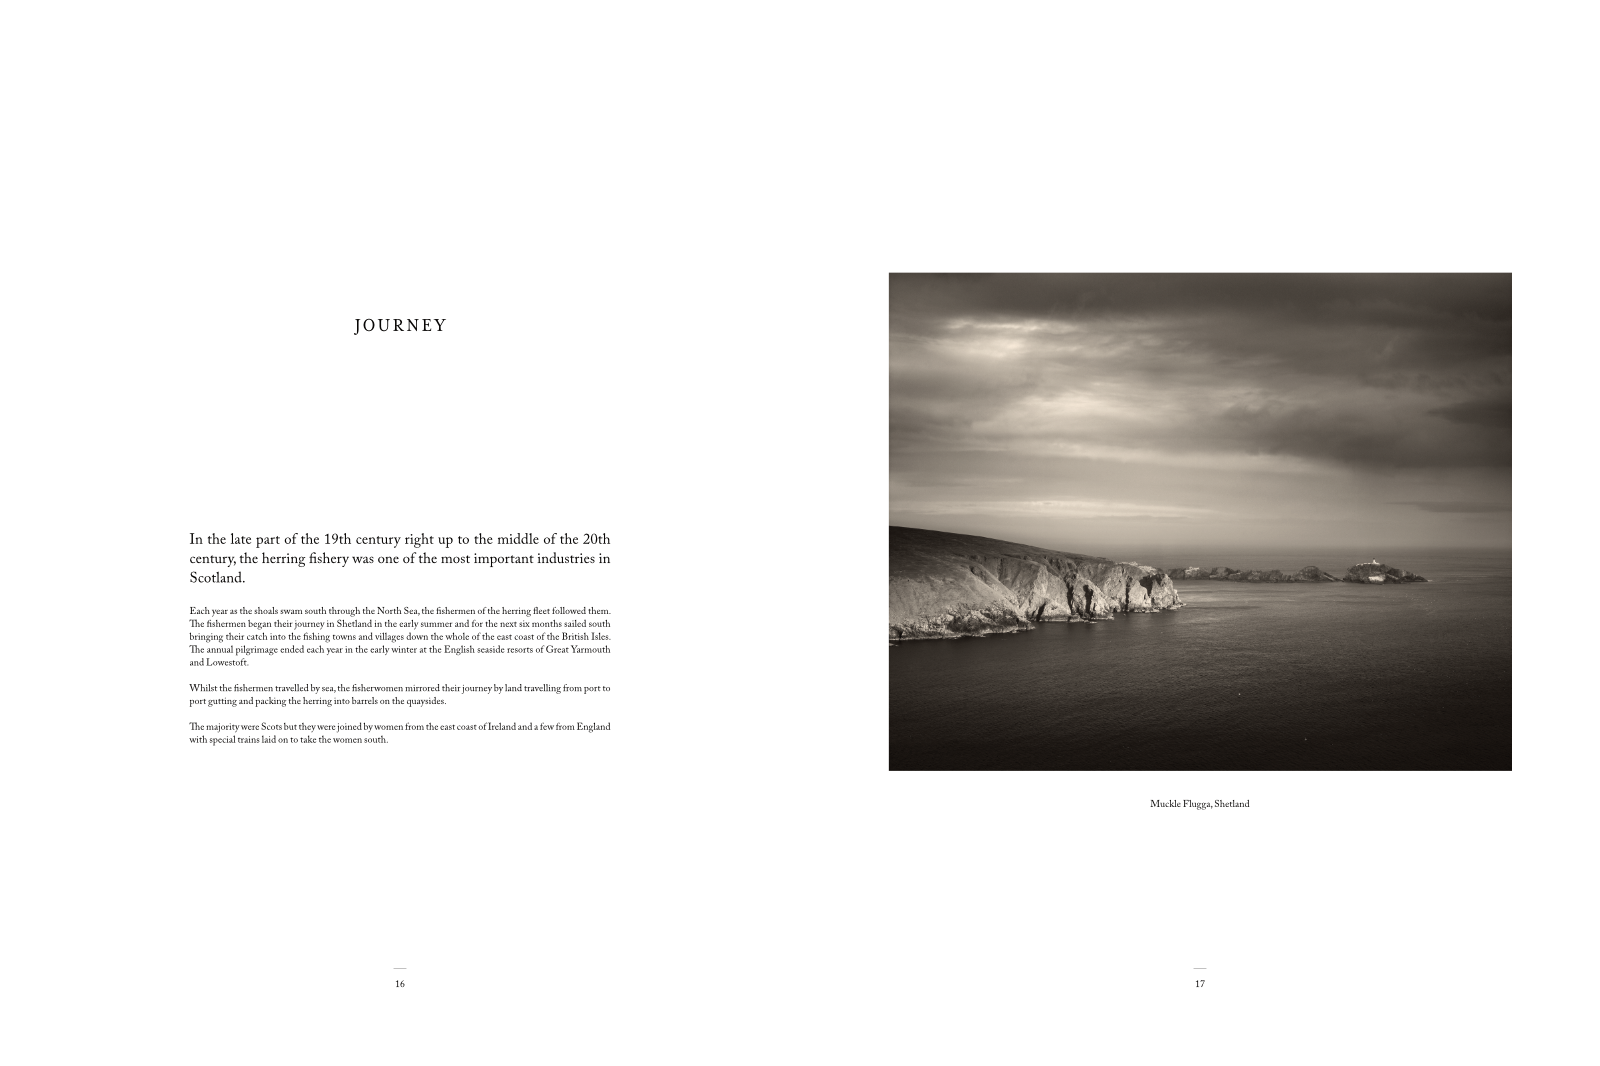 JOURNEY
In the late part of the 19th century right up to the middle of the 20th
century, the herring fishery was one of the most important industries in
Scotland.
Each year as the shoals swam south through the North Sea, the fishermen of the herring fleet followed them.
The fishermen began their journey in Shetland in the early summer and for the next six months sailed south
bringing their catch into the fishing towns and villages down the whole of the east coast of the British Isles.
The annual pilgrimage ended each year in the early winter at the English seaside resorts of Great Yarmouth
and Lowestoft.
Whilst the fishermen travelled by sea, the fisherwomen mirrored their journey by land travelling from port to
port gutting and packing the herring into barrels on the quaysides.
The majority were Scots but they were joined by women from the east coast of Ireland and a few from England
with special trains laid on to take the women south.
16
Muckle Flugga, Shetland
17